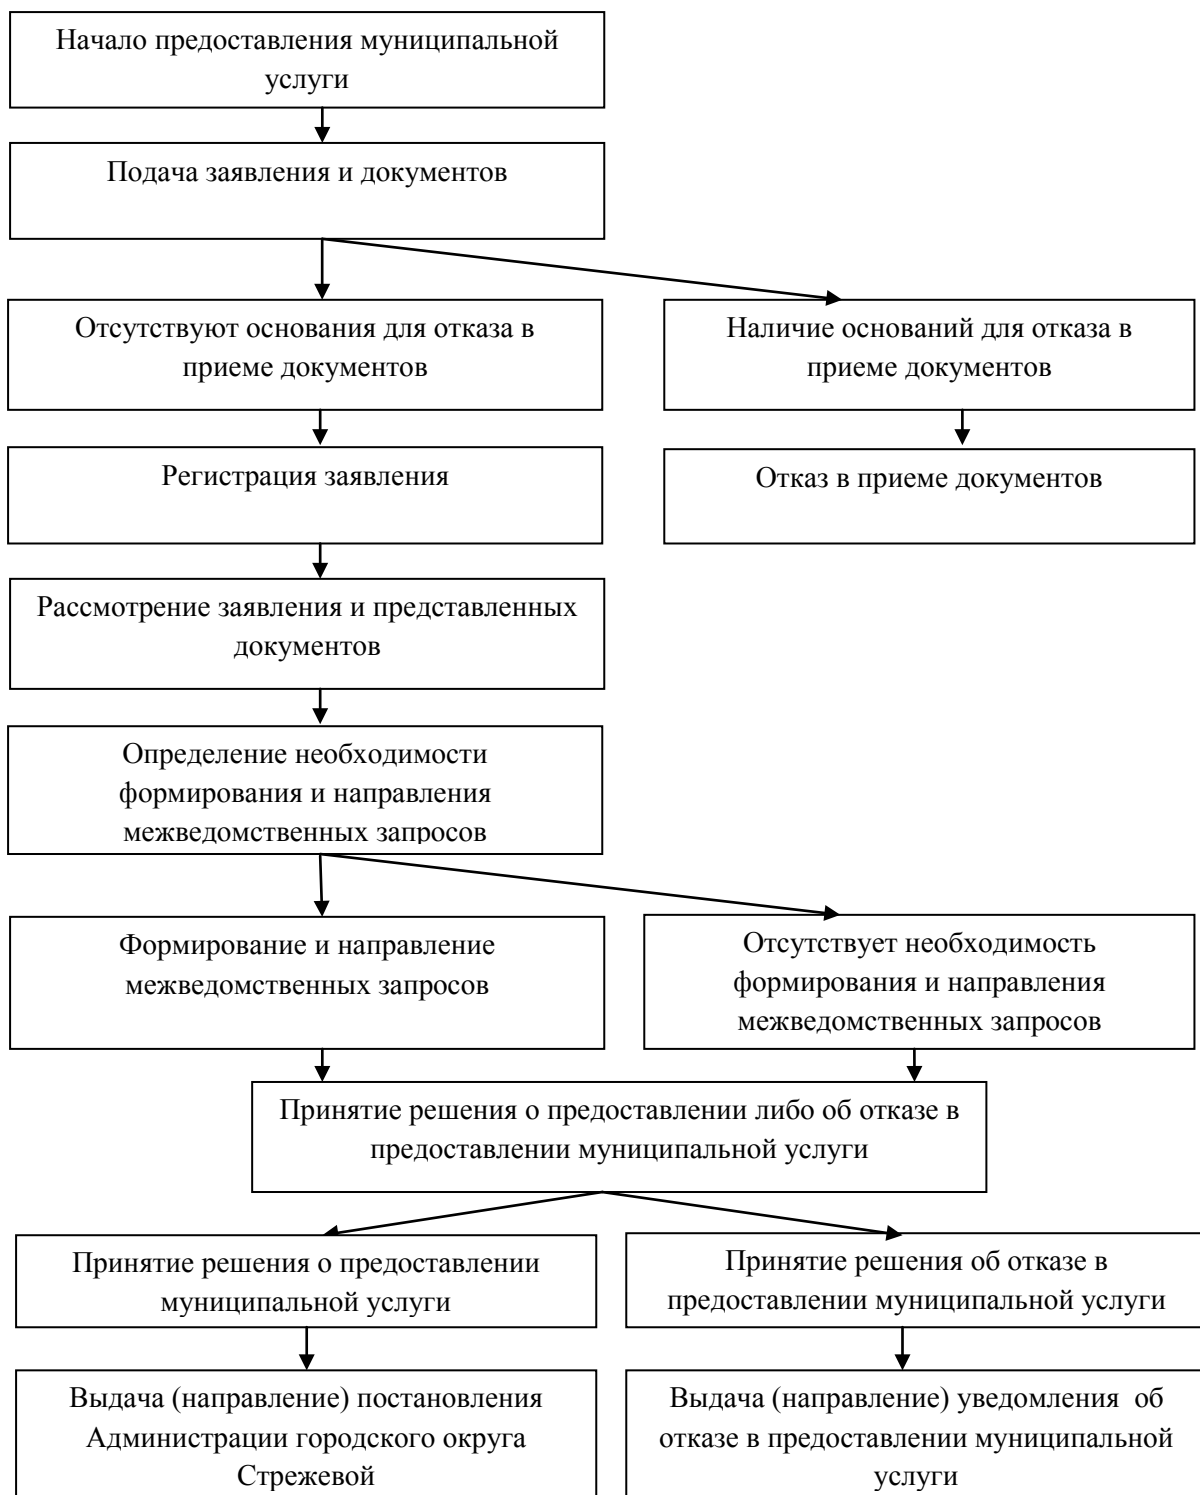 Начало предоставления муниципальной
услуги
Подача заявления и документов
Отсутствуют основания для отказа в
приеме документов
Наличие оснований для отказа в
приеме документов
Регистрация заявления
Отказ в приеме документов
Рассмотрение заявления и представленных
документов
Определение необходимости
формирования и направления
межведомственных запросов
Формирование и направление
межведомственных запросов
Отсутствует необходимость
формирования и направления
межведомственных запросов
Принятие решения о предоставлении либо об отказе в
предоставлении муниципальной услуги
Принятие решения о предоставлении
муниципальной услуги
Принятие решения об отказе в
предоставлении муниципальной услуги
Выдача (направление) постановления
Администрации городского округа
Стрежевой
Выдача (направление) уведомления об
отказе в предоставлении муниципальной
услуги